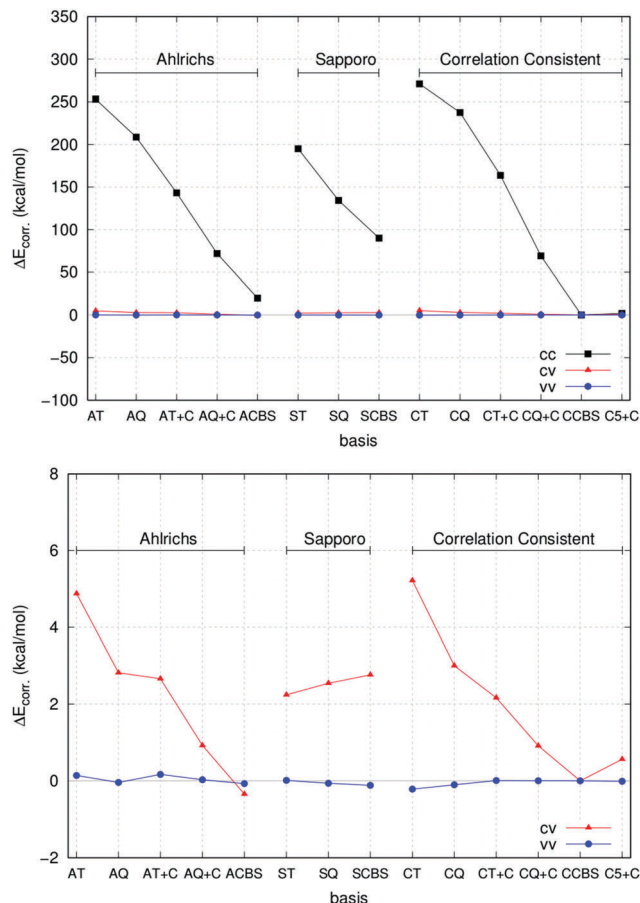 350
300
250
200
150
100
50
0
−50
−100
ΔEcorr. (kcal/mol)
Ahlrichs Sapporo Correlation Consistent
cc
cv
vv
AT AQ AT+C AQ+C ACBS ST SQ SCBS CT CQ CT+C CQ+C CCBS C5+C
basis
8
6
4
2
0
−2
ΔEcorr. (kcal/mol)
Ahlrichs Sapporo Correlation Consistent
cv
vv
AT AQ AT+C AQ+C ACBS ST SQ SCBS CT CQ CT+C CQ+C CCBS C5+C
basis